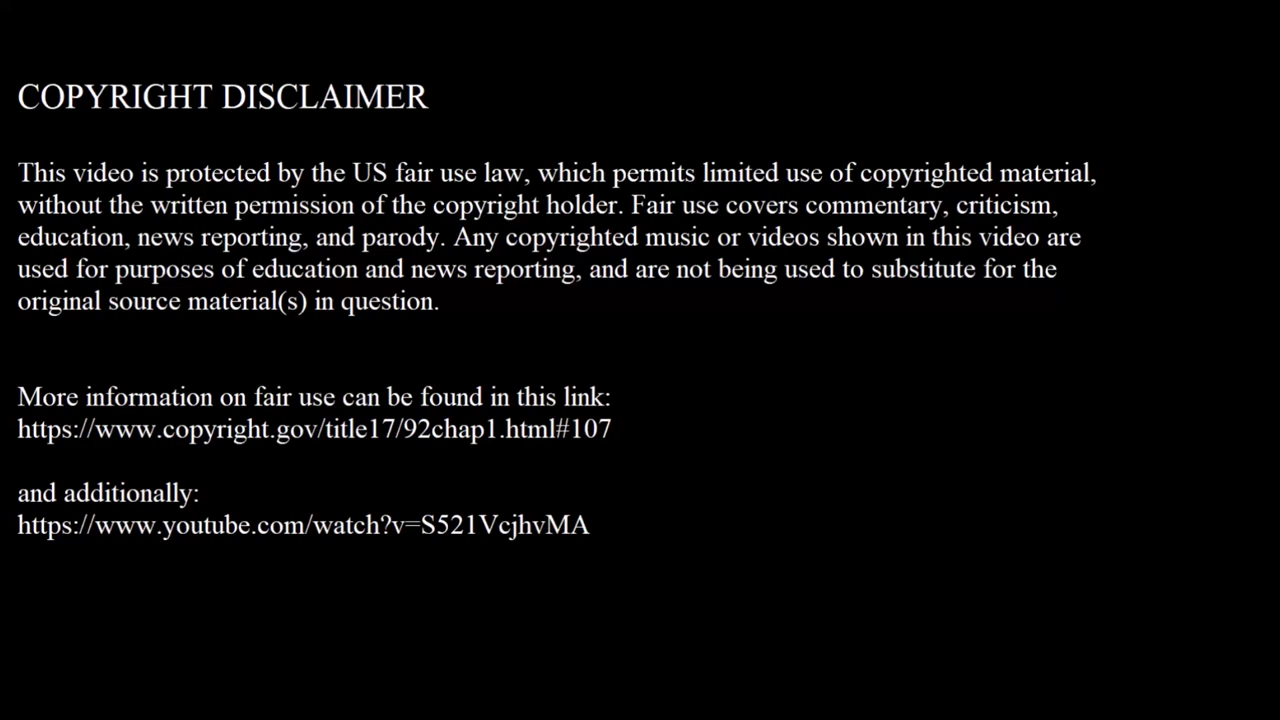 COPYRIGHT DISCLAIMER
This video is protected by the US fair use law, which permits limited use of copyrighted material,
without the written permission of the copyright holder. Fair use covers commentary, criticism,
education, news reporting, and parody. Any copyrighted music or videos shown in this video are
used for purposes of education and news reporting, and are not being used to substitute for the
original source material(s) in question.
More information on fair use can be found in this link:
https://www.copyright.gov/title17/92chap1.html#107
and additionally:
https://www.youtube.com/watch?v=S521VcjhvMA